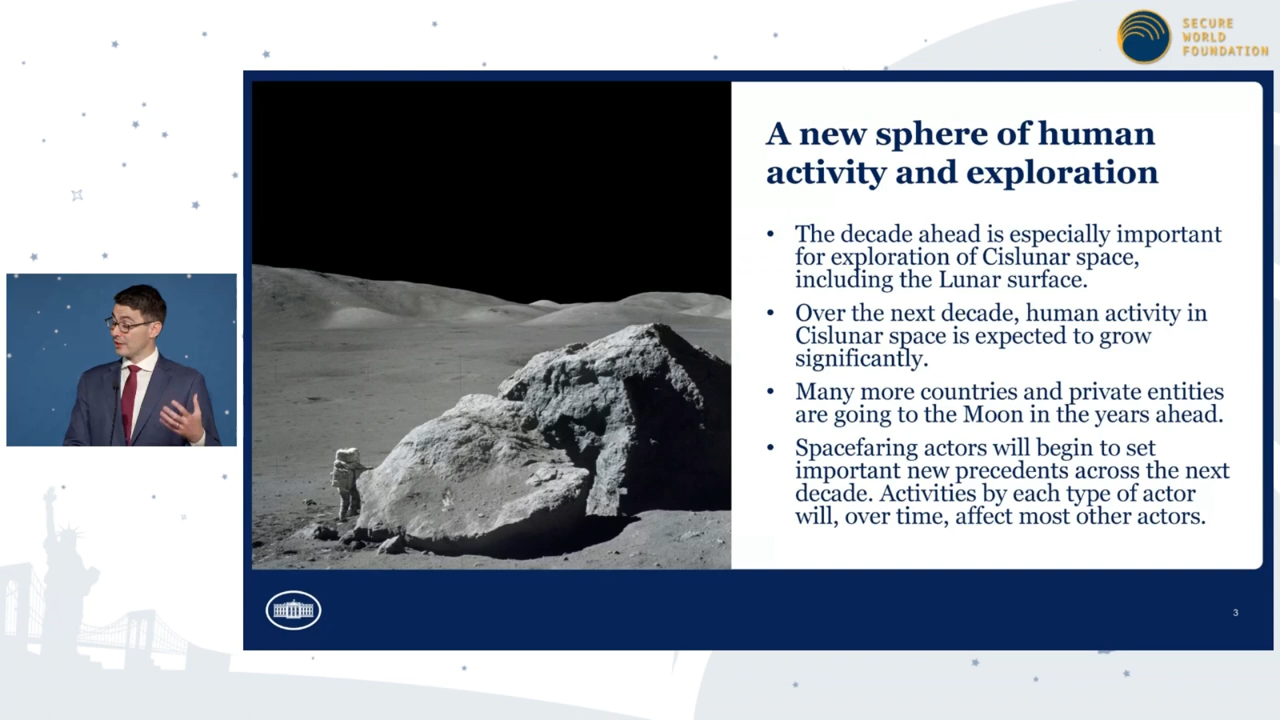 SECURE
WORLD
FOUNDATION
A new sphere of human
activity and exploration
• The decade ahead is especially important
for exploration of Cislunar space,
including the Lunar surface.
• Over the next decade, human activity in
Cislunar space is expected to grow
significantly.
• Many more countries and private entities
are going to the Moon in the years ahead.
• Spacefaring actors will begin to set
important new precedents across the next
decade. Activities by each type of actor
will, over time, affect most other actors.
3